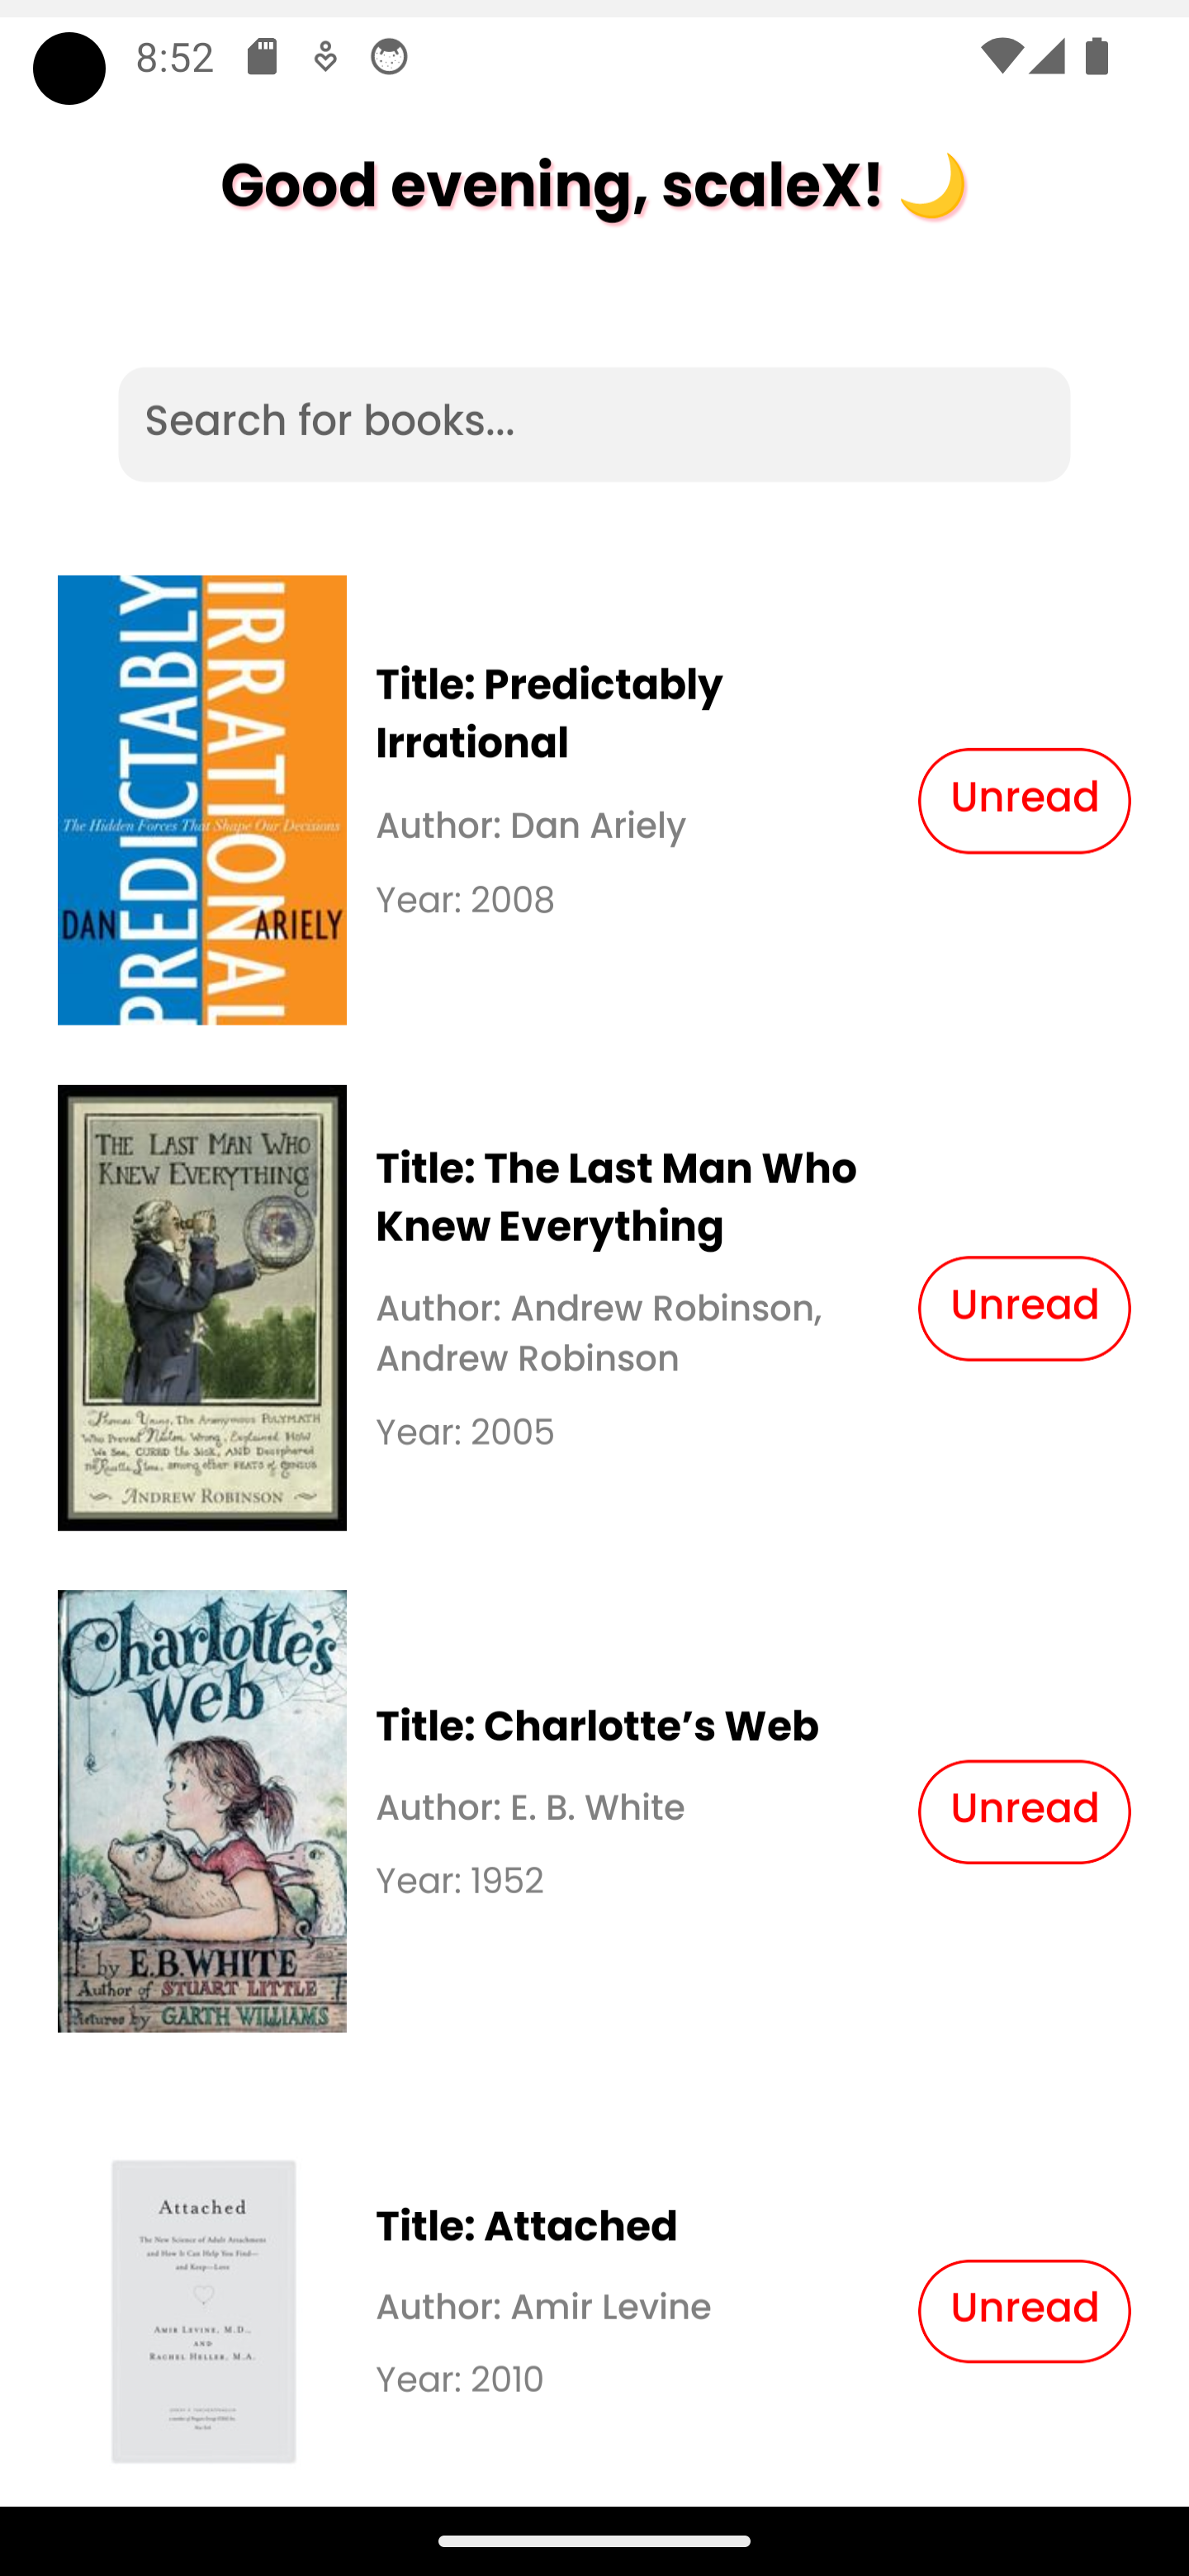 8:52
Good evening, scaleX! 🌙
Search for books...
PREDICTABLY
IRRATIONAL
The Hidden Forces That Shape Our Decisions
DAN ARIELY
Title: Predictably
Irrational
Author: Dan Ariely
Year: 2008
Unread
THE LAST MAN WHO
KNEW EVERYTHING
Thomas Young, The Anonymous POLYMATH
Who Proved Newton Wrong, Explained How
We See, CURED the Sick, AND Deciphered
The Rosetta Stone, among other FEATS of GENIUS
ANDREW ROBINSON
Title: The Last Man Who
Knew Everything
Author: Andrew Robinson,
Andrew Robinson
Year: 2005
Unread
Charlotte's
Web
by E.B.WHITE
Author of STUART LITTLE
Pictures by GARTH WILLIAMS
Title: Charlotte’s Web
Author: E. B. White
Year: 1952
Unread
Attached
The New Science of Adult Attachment
and How It Can Help You Find—
and Keep—Love
AMIR LEVINE, M.D.,
AND
RACHEL HELLER, M.A.
Title: Attached
Author: Amir Levine
Year: 2010
Unread